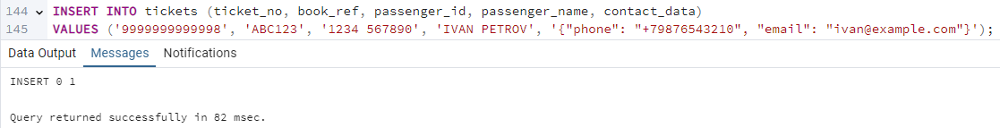 144 INSERT INTO tickets (ticket_no, book_ref, passenger_id, passenger_name, contact_data)
145 VALUES ('9999999999998', 'ABC123', '1234 567890', 'IVAN PETROV', '{"phone": "+79876543210", "email": "ivan@example.com"}');
Data Output Messages Notifications
INSERT 0 1
Query returned successfully in 82 msec.